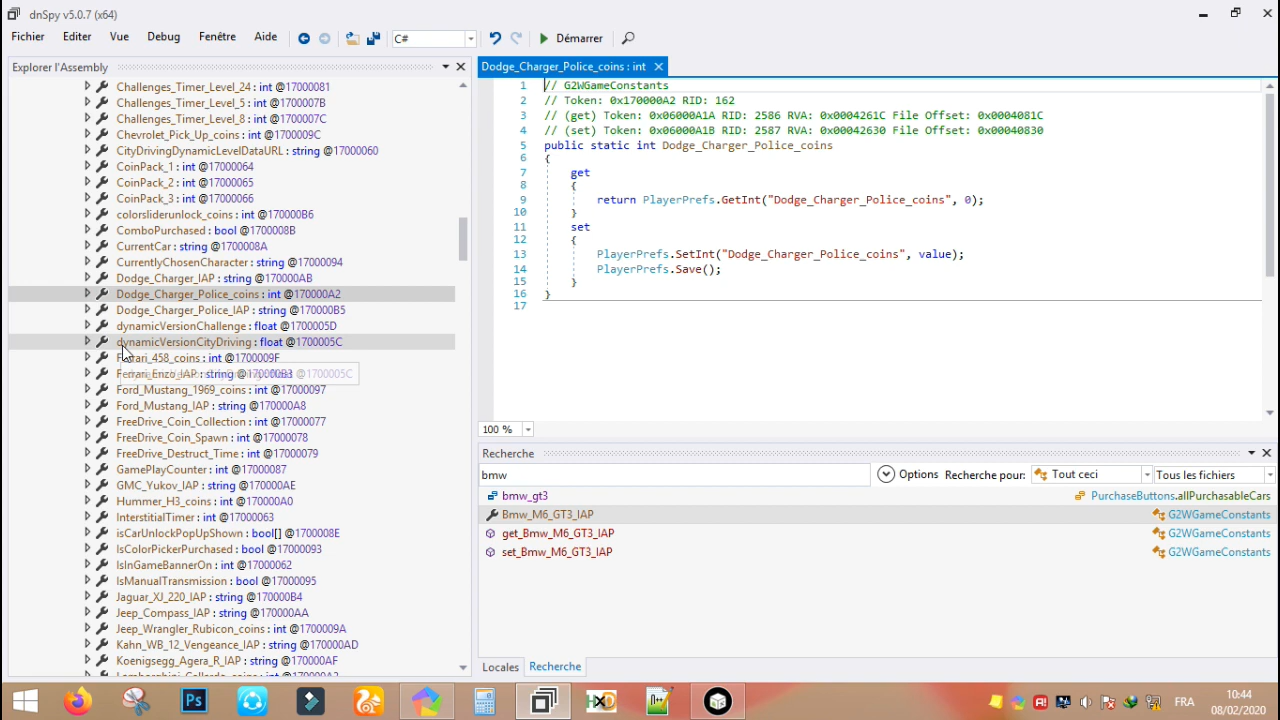 dnSpy v5.0.7 (x64)
Fichier Editer Vue Debug Fenêtre Aide C# Démarrer
Explorer l'Assembly
Challenges_Timer_Level_24 : int @17000081
Challenges_Timer_Level_5 : int @1700007B
Challenges_Timer_Level_8 : int @1700007C
Chevrolet_Pick_Up_coins : int @1700009C
CityDrivingDynamicLevelDataURL : string @17000060
CoinPack_1 : int @17000064
CoinPack_2 : int @17000065
CoinPack_3 : int @17000066
colorsliderunlock_coins : int @170000B6
ComboPurchased : bool @1700008B
CurrentCar : string @1700008A
CurrentlyChosenCharacter : string @17000094
Dodge_Charger_IAP : string @170000AB
Dodge_Charger_Police_coins : int @170000A2
Dodge_Charger_Police_IAP : string @170000B5
dynamicVersionChallenge : float @1700005D
dynamicVersionCityDriving : float @1700005C
Ferrari_458_coins : int @1700009F
Ferrari_Enzo_IAP : string @170000B3 @1700005C
Ford_Mustang_1969_coins : int @17000097
Ford_Mustang_IAP : string @170000A8
FreeDrive_Coin_Collection : int @17000077
FreeDrive_Coin_Spawn : int @17000078
FreeDrive_Destruct_Time : int @17000079
GamePlayCounter : int @17000087
GMC_Yukov_IAP : string @170000AE
Hummer_H3_coins : int @170000A0
InterstitialTimer : int @17000063
isCarUnlockPopUpShown : bool[] @1700008E
IsColorPickerPurchased : bool @17000093
IsInGameBannerOn : int @17000062
IsManualTransmission : bool @17000095
Jaguar_XJ_220_IAP : string @170000B4
Jeep_Compass_IAP : string @170000AA
Jeep_Wrangler_Rubicon_coins : int @1700009A
Kahn_WB_12_Vengeance_IAP : string @170000AD
Koenigsegg_Agera_R_IAP : string @170000AF
Dodge_Charger_Police_coins : int
1 // G2WGameConstants
2 // Token: 0x170000A2 RID: 162
3 // (get) Token: 0x06000A1A RID: 2586 RVA: 0x0004261C File Offset: 0x0004081C
4 // (set) Token: 0x06000A1B RID: 2587 RVA: 0x00042630 File Offset: 0x00040830
5 public static int Dodge_Charger_Police_coins
6 {
7 get
8 {
9 return PlayerPrefs.GetInt("Dodge_Charger_Police_coins", 0);
10 }
11 set
12 {
13 PlayerPrefs.SetInt("Dodge_Charger_Police_coins", value);
14 PlayerPrefs.Save();
15 }
16 }
17
100 %
Recherche
bmw Options Recherche pour: Tout ceci Tous les fichiers
bmw_gt3 PurchaseButtons.allPurchasableCars
Bmw_M6_GT3_IAP G2WGameConstants
get_Bmw_M6_GT3_IAP G2WGameConstants
set_Bmw_M6_GT3_IAP G2WGameConstants
Locales Recherche
Ps HXD FRA 10:44
08/02/2020